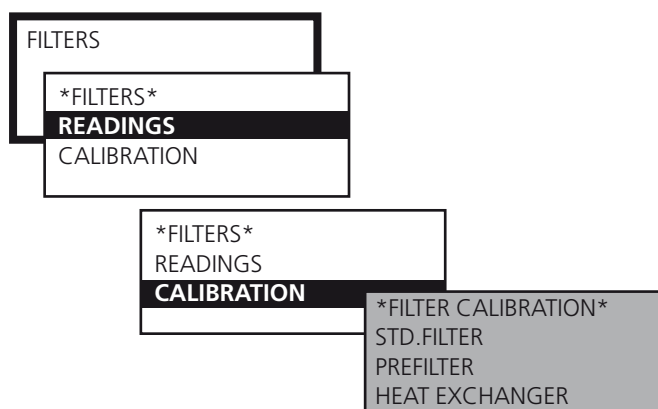 FILTERS
*FILTERS*
READINGS
CALIBRATION
*FILTERS*
READINGS
CALIBRATION
*FILTER CALIBRATION*
STD.FILTER
PREFILTER
HEAT EXCHANGER